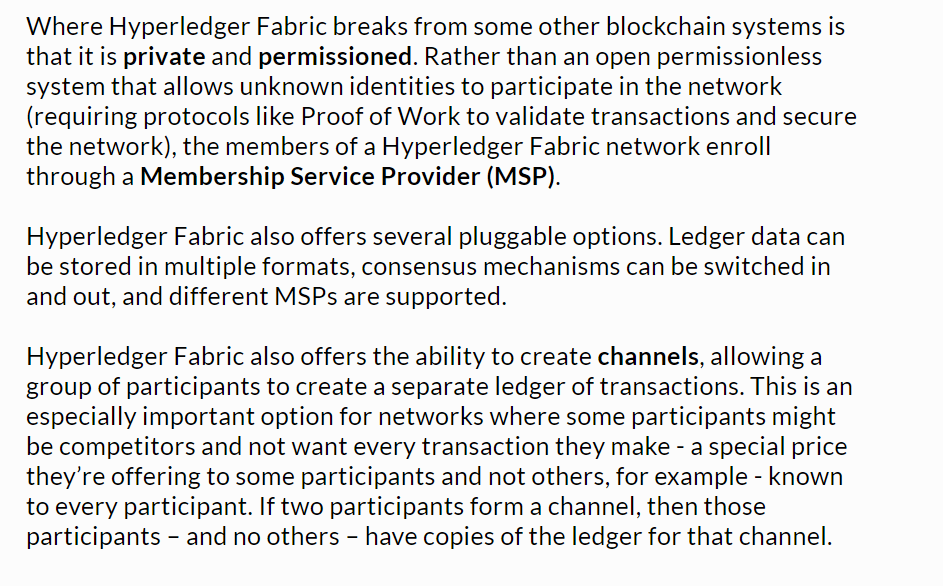 Where Hyperledger Fabric breaks from some other blockchain systems is
that it is private and permissioned. Rather than an open permissionless
system that allows unknown identities to participate in the network
(requiring protocols like Proof of Work to validate transactions and secure
the network), the members of a Hyperledger Fabric network enroll
through a Membership Service Provider (MSP).
Hyperledger Fabric also offers several pluggable options. Ledger data can
be stored in multiple formats, consensus mechanisms can be switched in
and out, and different MSPs are supported.
Hyperledger Fabric also offers the ability to create channels, allowing a
group of participants to create a separate ledger of transactions. This is an
especially important option for networks where some participants might
be competitors and not want every transaction they make - a special price
they’re offering to some participants and not others, for example - known
to every participant. If two participants form a channel, then those
participants – and no others – have copies of the ledger for that channel.